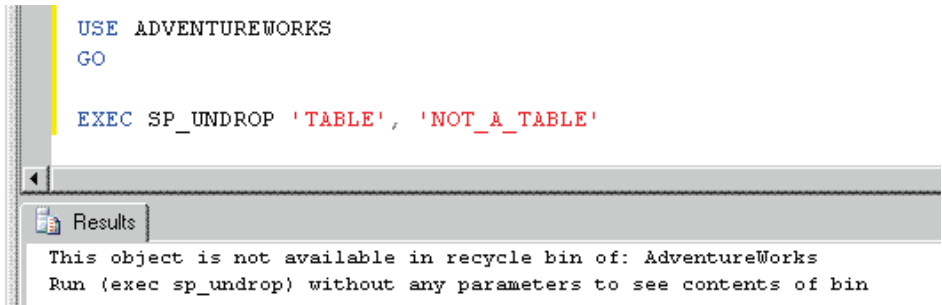 USE ADVENTUREWORKS
GO
EXEC SP_UNDROP 'TABLE', 'NOT_A_TABLE'
Results
This object is not available in recycle bin of: AdventureWorks
Run (exec sp_undrop) without any parameters to see contents of bin